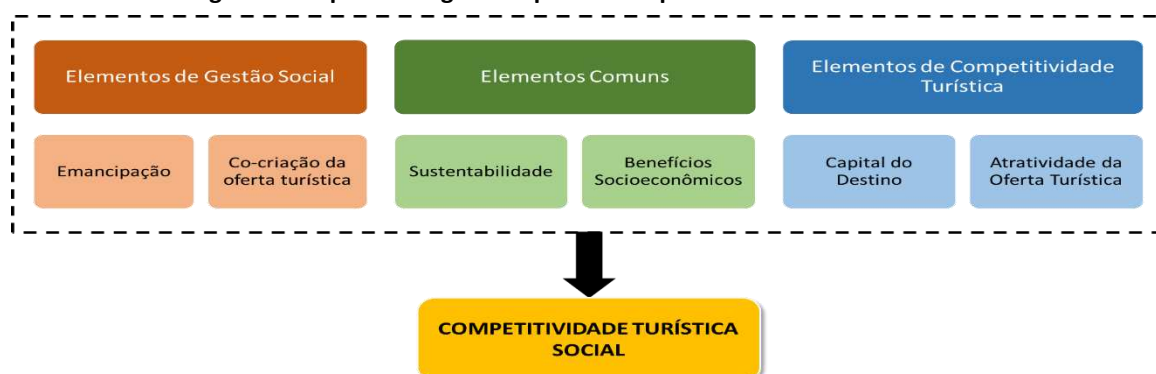 Elementos de Gestão Social
Elementos Comuns
Elementos de Competitividade
Turística
Emancipação
Co-criação da
oferta turística
Sustentabilidade
Benefícios
Socioeconômicos
Capital do
Destino
Atratividade da
Oferta Turística
COMPETITIVIDADE TURÍSTICA
SOCIAL